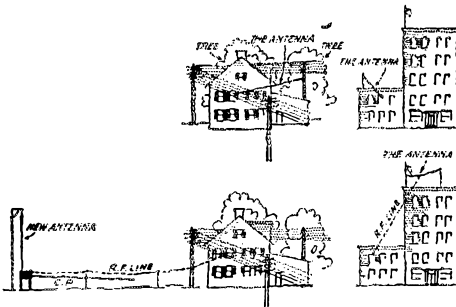 TREE
THE ANTENNA
TREE
THE ANTENNA
THE ANTENNA
R.F. LINE
NEW ANTENNA
R.F. LINE
C.P.